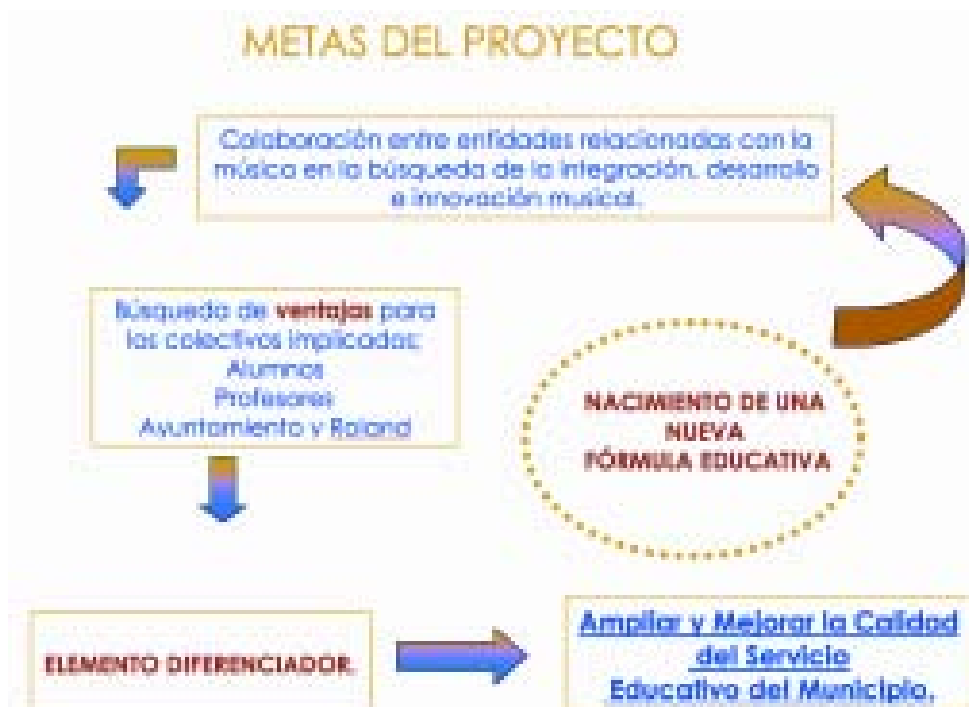 METAS DEL PROYECTO
Colaboración entre entidades relacionadas con la
música en la búsqueda de la integración, desarrollo
e innovación musical.
Búsqueda de ventajas para
los colectivos implicados:
Alumnos
Profesores
Ayuntamiento y Roland
NACIMIENTO DE UNA
NUEVA
FÓRMULA EDUCATIVA
ELEMENTO DIFERENCIADOR.
Ampliar y Mejorar la Calidad
del Servicio
Educativo del Municipio.